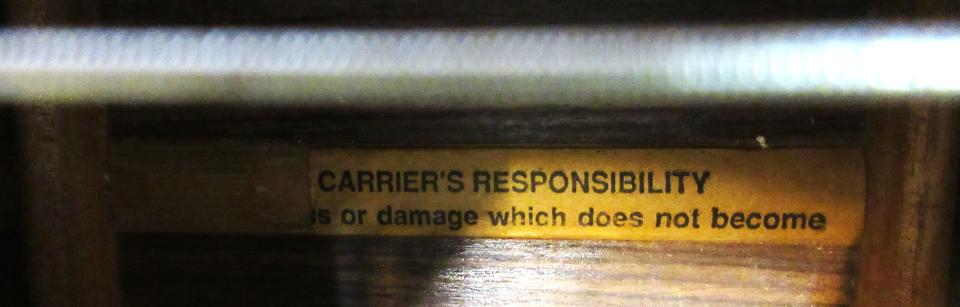 CARRIER'S RESPONSIBILITY
s or damage which does not become